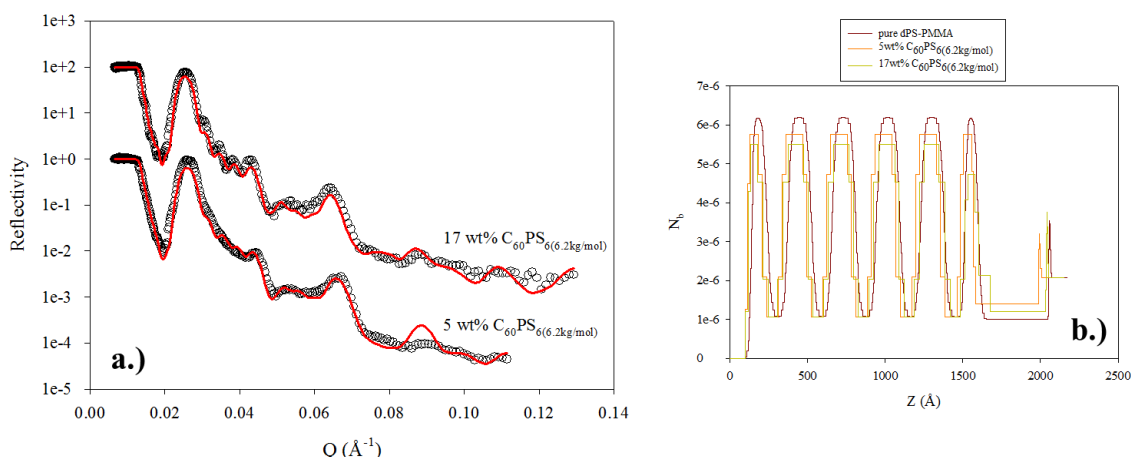 1e+3
1e+2
1e+1
1e+0
1e-1
1e-2
1e-3
1e-4
1e-5
Reflectivity
17 wt% C60PS6(6.2kg/mol)
5 wt% C60PS6(6.2kg/mol)
a.)
0.00 0.02 0.04 0.06 0.08 0.10 0.12 0.14
Q (Å-1)
pure dPS-PMMA
5wt% C60PS6(6.2kg/mol)
17wt% C60PS6(6.2kg/mol)
7e-6
6e-6
5e-6
4e-6
3e-6
2e-6
1e-6
0
Nb
b.)
0 500 1000 1500 2000 2500
Z (Å)